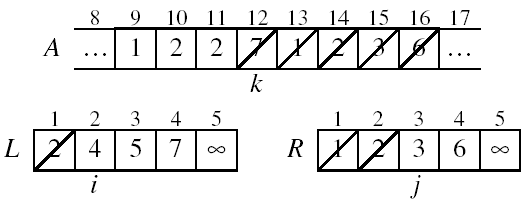 8 9 10 11 12 13 14 15 16 17
A … 1 2 2 7 1 2 3 6 …
k
1 2 3 4 5 1 2 3 4 5
L 2 4 5 7 ∞ R 1 2 3 6 ∞
i j